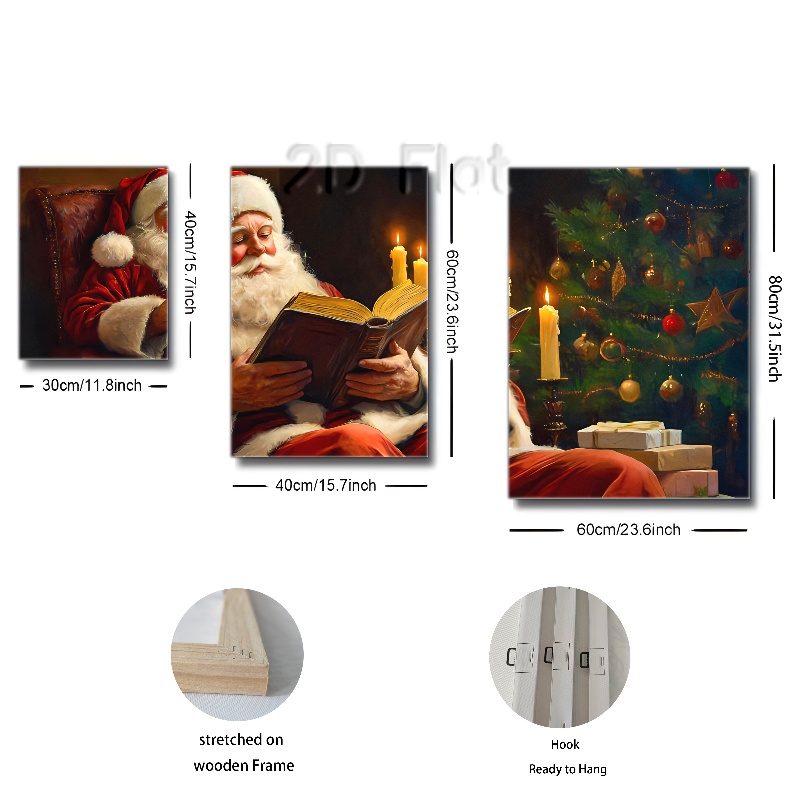 2D Flat
40cm/15.7inch
30cm/11.8inch
60cm/23.6inch
40cm/15.7inch
80cm/31.5inch
60cm/23.6inch
stretched on
wooden Frame
Hook
Ready to Hang